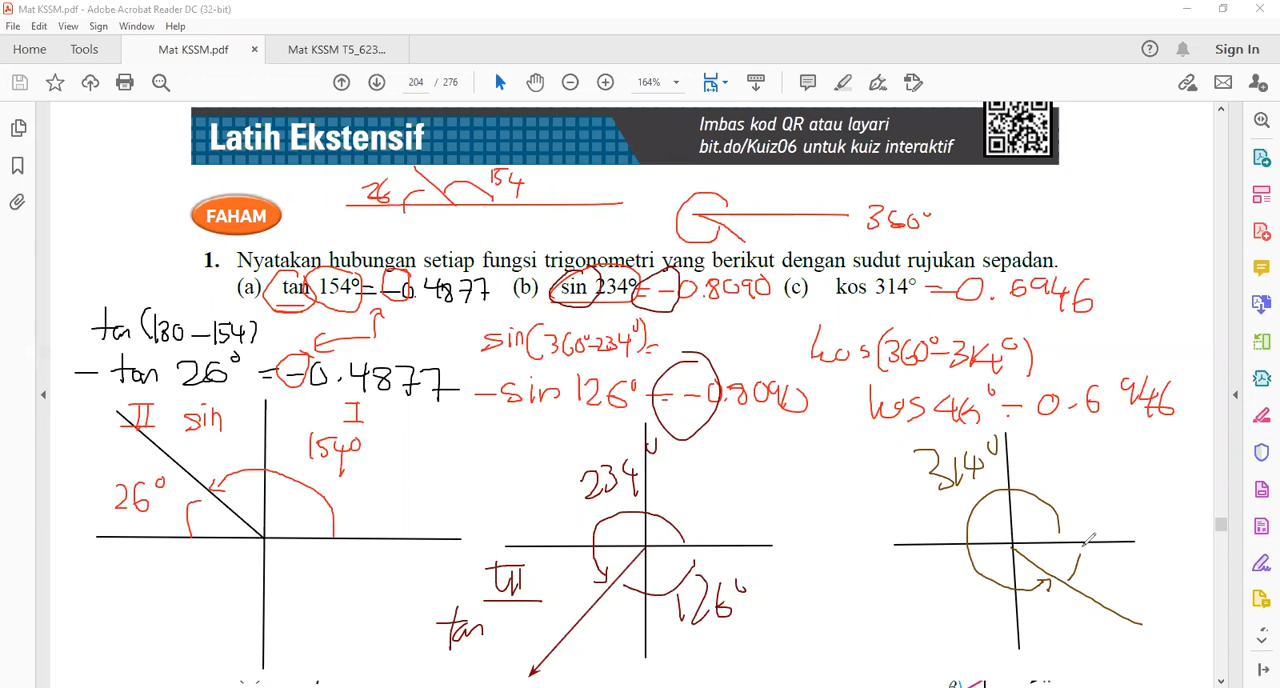 Mat KSSM.pdf - Adobe Acrobat Reader DC (32-bit)
File Edit View Sign Window Help
Home Tools Mat KSSM.pdf × Mat KSSM T5_623... Sign In
204 / 276 164%
Latih Ekstensif
Imbas kod QR atau layari
bit.do/Kuiz06 untuk kuiz interaktif
26 154
FAHAM
360°
1. Nyatakan hubungan setiap fungsi trigonometri yang berikut dengan sudut rujukan sepadan.
(a) tan 154° = -0.4877 (b) sin 234° = -0.8090 (c) kos 314° = 0.6946
tan(180 - 154)
- tan 26° = -0.4877
sin(360° - 234°) =
- sin 126° = -0.8090
kos(360° - 314°)
kos 46° = 0.6946
II sin I
154°
26°
234°
III
tan
126°
314°